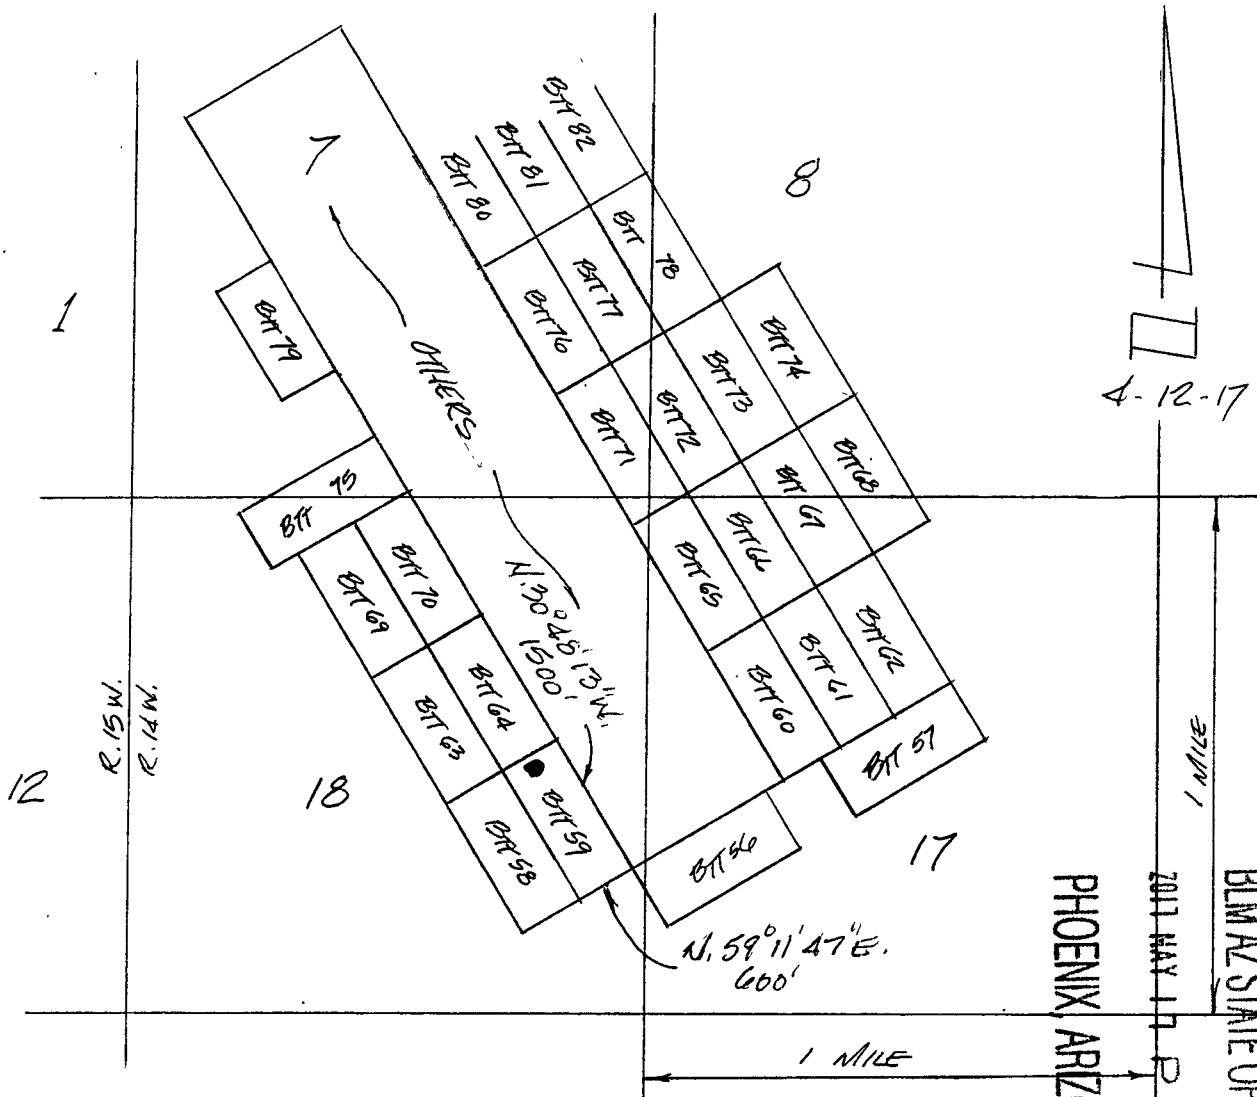 BTT 82
BTT 81
BTT 80
8
BTT
78
BTT 77
BTT 76
BTT 79
1
OTHERS
BTT 74
BTT 73
BTT 72
BTT 71
4-12-17
BTT 68
BTT 67
BTT 66
BTT 65
BTT
75
BTT 70
BTT 69
N.30°48'13"W.
1500'
BTT 62
BTT 61
BTT 60
BTT 64
BTT 63
R.15W.
R.14W.
BTT 57
1 MILE
12
18
BTT 59
BTT 58
BTT 56
17
N.59°11'47"E.
600'
BLM AZ STATE OF
2017 MAY 17 P
PHOENIX, ARIZ
1 MILE